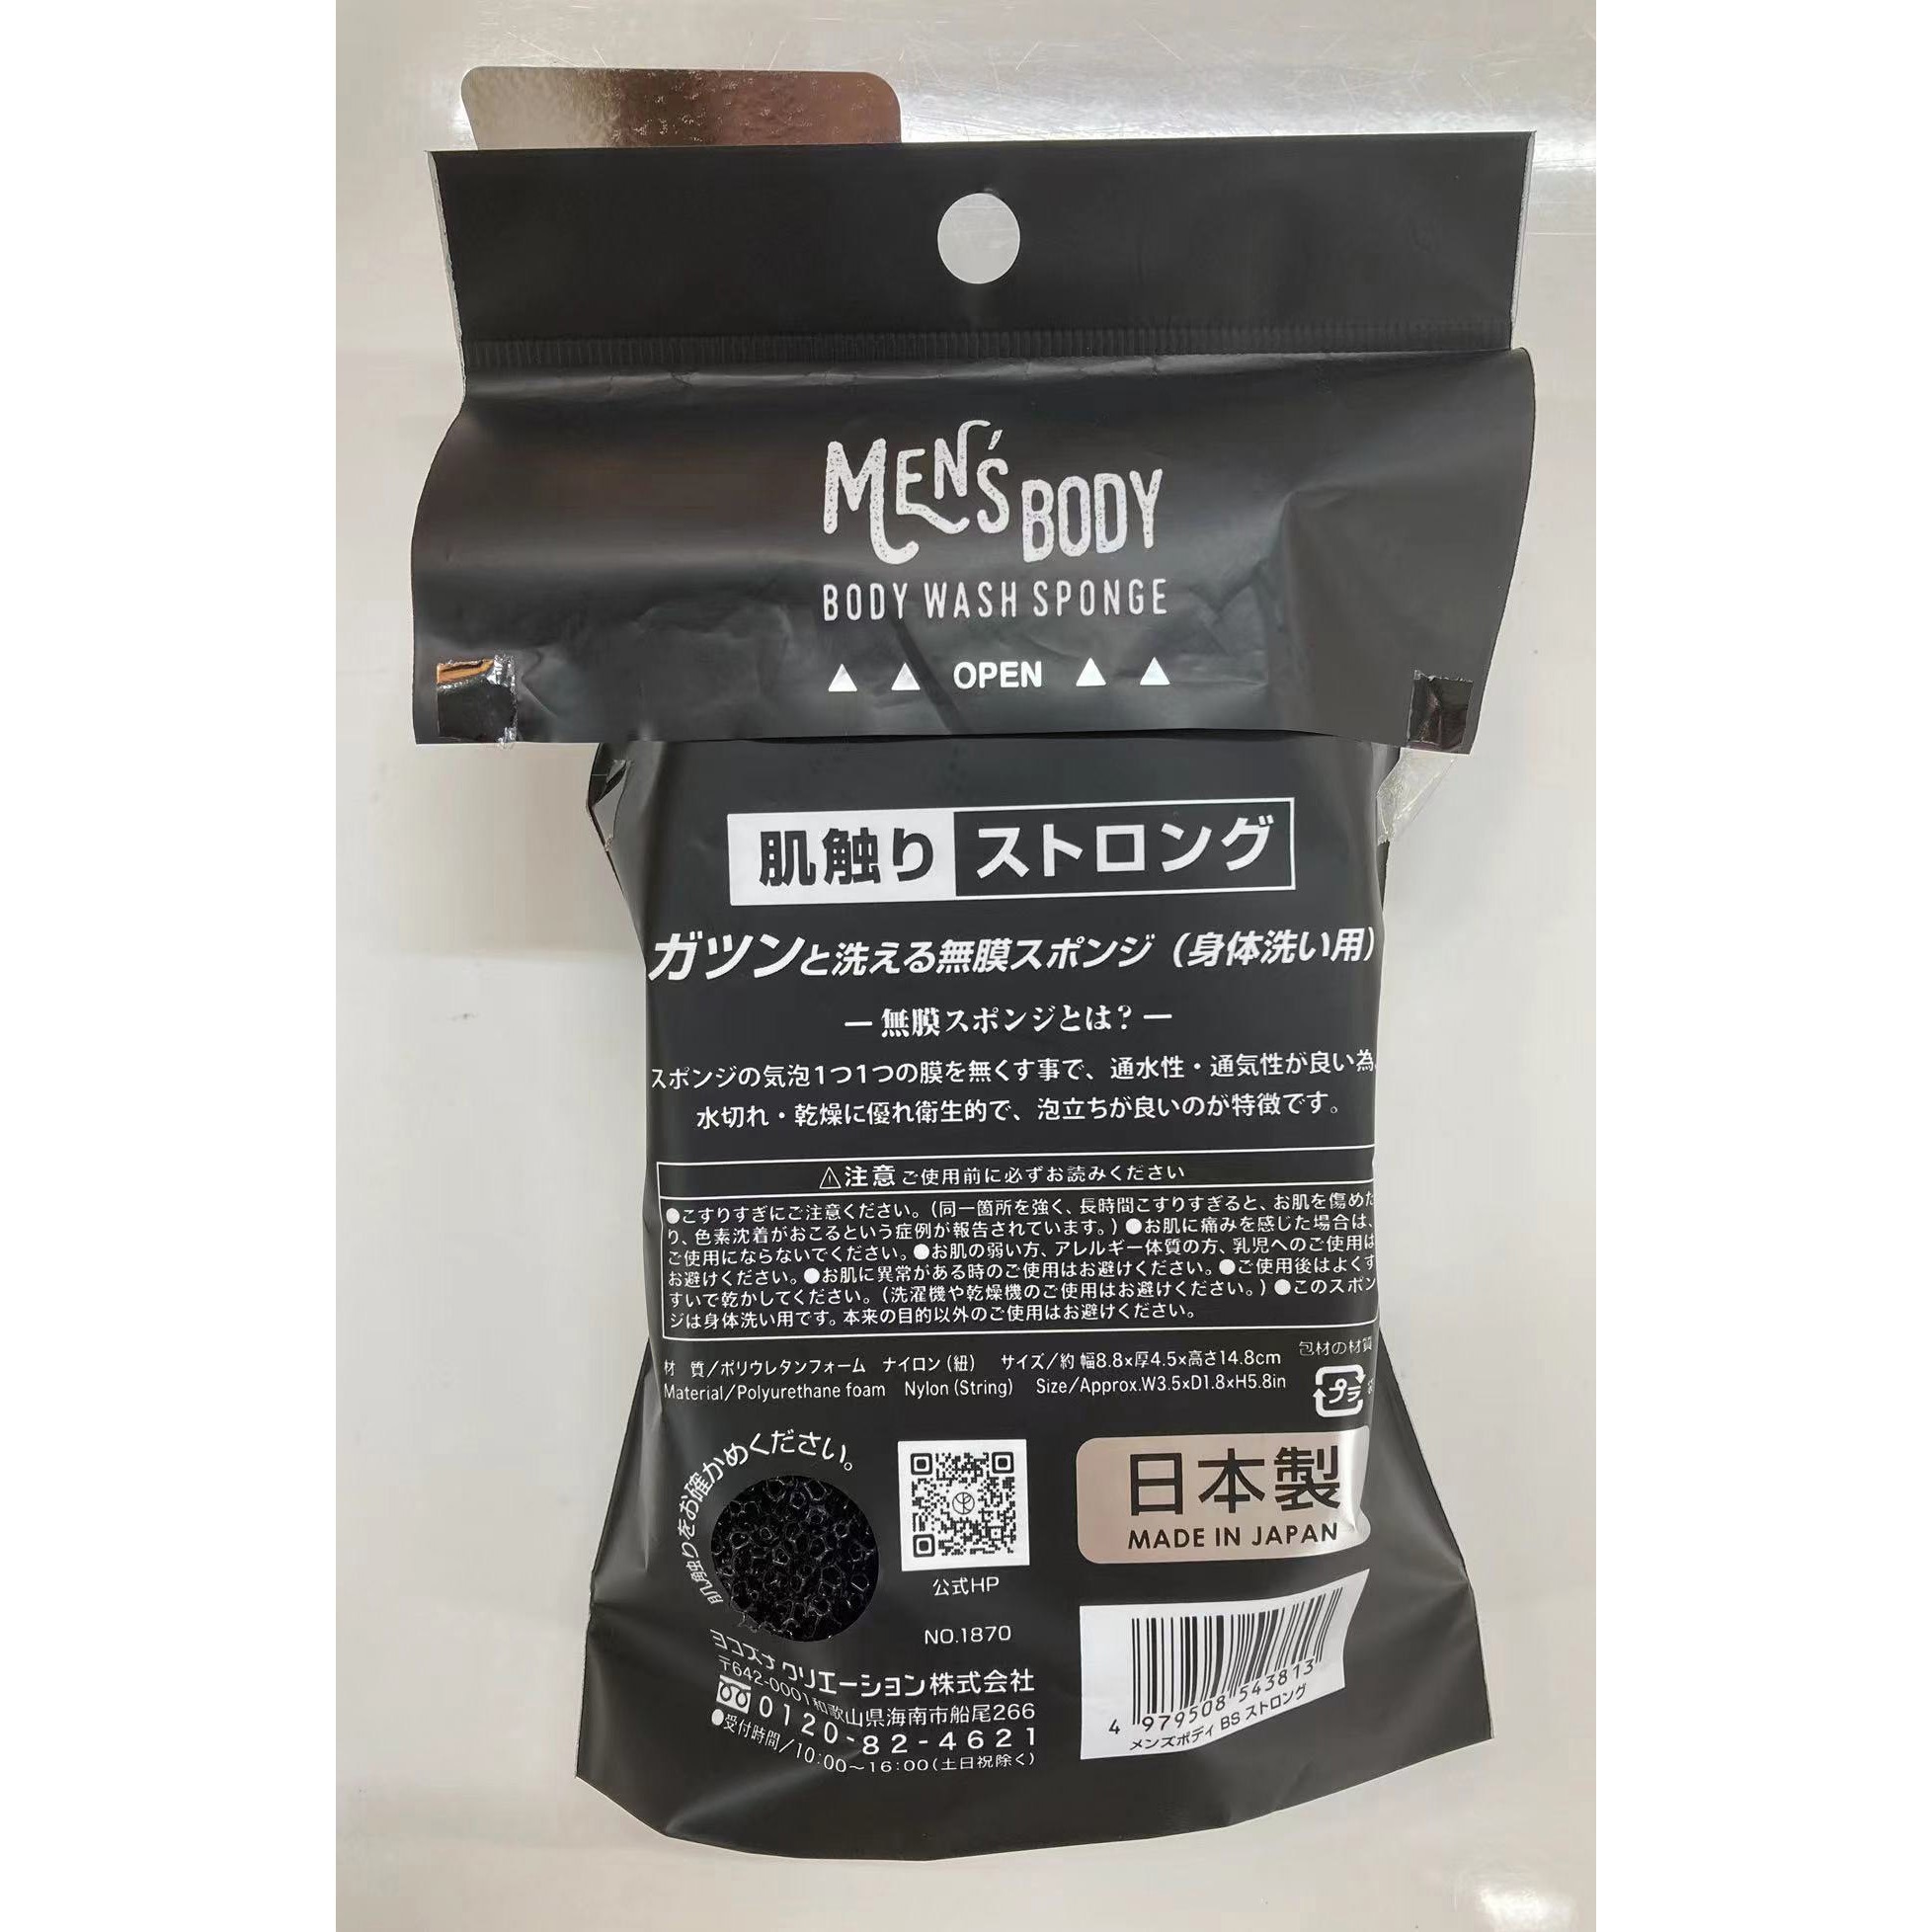 MEN'S BODY
BODY WASH SPONGE
▲ ▲ OPEN ▲ ▲
肌触り ストロング
ガツンと洗える無膜スポンジ（身体洗い用）
― 無膜スポンジとは？ ―
スポンジの気泡1つ1つの膜を無くす事で、通水性・通気性が良い為、
水切れ・乾燥に優れ衛生的で、泡立ちが良いのが特徴です。
⚠注意 ご使用前に必ずお読みください
●こすりすぎにご注意ください。(同一箇所を強く、長時間こすりすぎると、お肌を傷めた
り、色素沈着がおこるという症例が報告されています。) ●お肌に痛みを感じた場合は、
ご使用にならないでください。●お肌の弱い方、アレルギー体質の方、乳児へのご使用は
お避けください。●お肌に異常がある時のご使用はお避けください。●ご使用後はよくす
すいで乾かしてください。(洗濯機や乾燥機のご使用はお避けください。) ●このスポン
ジは身体洗い用です。本来の目的以外のご使用はお避けください。
材 質／ポリウレタンフォーム ナイロン（紐） サイズ／約 幅8.8×厚4.5×高さ14.8cm
Material/Polyurethane foam Nylon (String) Size/Approx.W3.5×D1.8×H5.8in
包材の材質
プラ
肌触りをお確かめください。
公式HP
日本製
MADE IN JAPAN
NO.1870
ヨコズナクリエーション株式会社
〒642-0001和歌山県海南市船尾266
0120-82-4621
●受付時間／10:00～16:00(土日祝除く)
4 979508 543813
メンズボディ BS ストロング